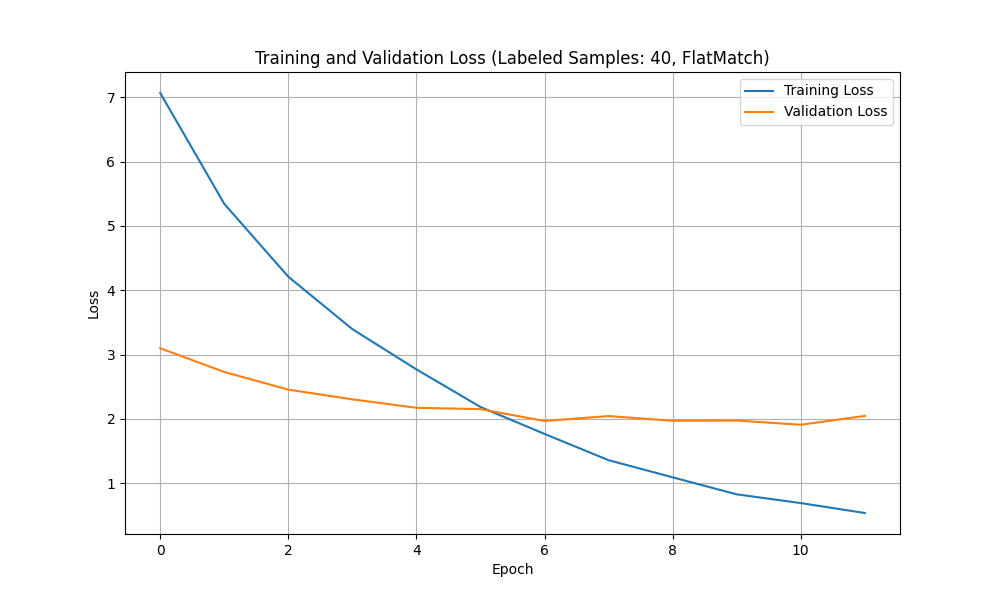 Training and Validation Loss (Labeled Samples: 40, FlatMatch)
Training Loss
Validation Loss
Loss
7
6
5
4
3
2
1
0 2 4 6 8 10
Epoch